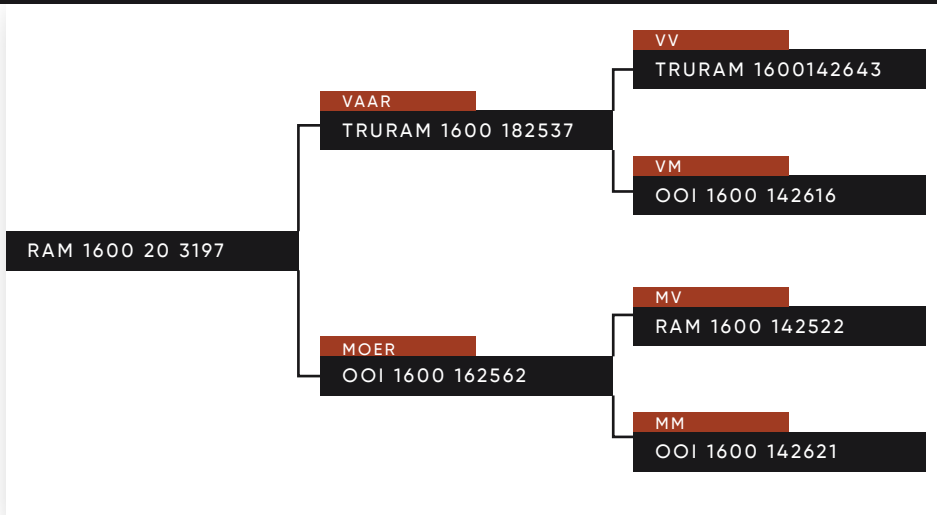 VV
TRURAM 1600142643
VAAR
TRURAM 1600 182537
VM
OOI 1600 142616
RAM 1600 20 3197
MV
RAM 1600 142522
MOER
OOI 1600 162562
MM
OOI 1600 142621